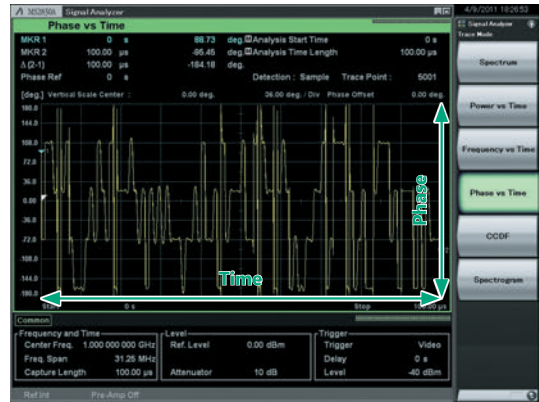 MS2830A Signal Analyzer 4/9/2011 18:26:53
Phase vs Time
MKR 1 0 s 88.73 deg. Analysis Start Time 0 s
MKR 2 100.00 µs -95.45 deg. Analysis Time Length 100.00 µs
Δ (2-1) 100.00 µs -184.18 deg.
Phase Ref 0 s Detection : Sample Trace Point : 5001
[deg.] Vertical Scale Center : 0.00 deg. 36.00 deg. / Div Phase Offset 0.00 deg.
180.0
144.0
108.0
72.0
36.0
0.00
-36.0
-72.0
-108.0
-144.0
-180.0
Phase
Time
Start 0 s Stop 100.00 µs
Common
Frequency and Time
Center Freq. 1.000 000 000 GHz
Freq. Span 31.25 MHz
Capture Length 100.00 µs
Level
Ref. Level 0.00 dBm
Attenuator 10 dB
Trigger
Trigger Video
Delay 0 s
Level -40 dBm
Ref.Int Pre-Amp Off
Signal Analyzer
Trace Mode
Spectrum
Power vs Time
Frequency vs Time
Phase vs Time
CCDF
Spectrogram